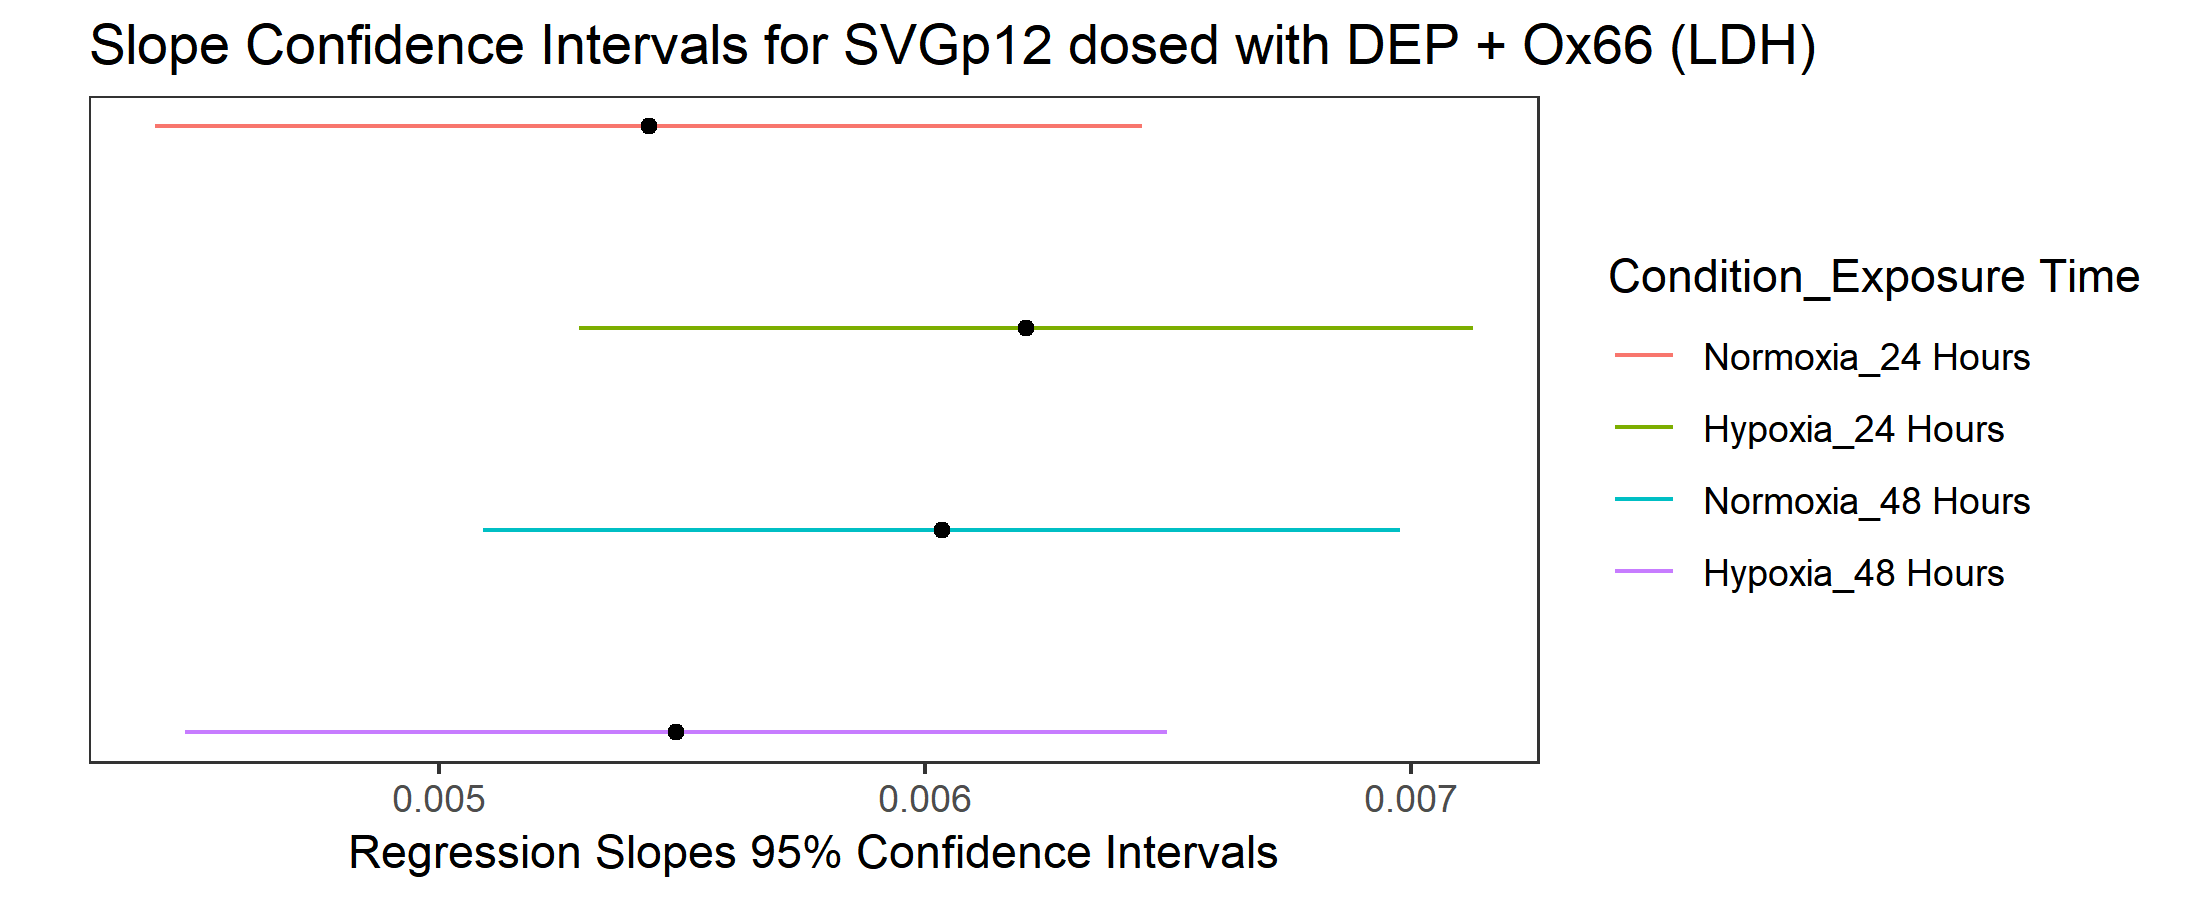 Slope Confidence Intervals for SVGp12 dosed with DEP + Ox66 (LDH)
Condition_Exposure Time
Normoxia_24 Hours
Hypoxia_24 Hours
Normoxia_48 Hours
Hypoxia_48 Hours
0.005 0.006 0.007
Regression Slopes 95% Confidence Intervals